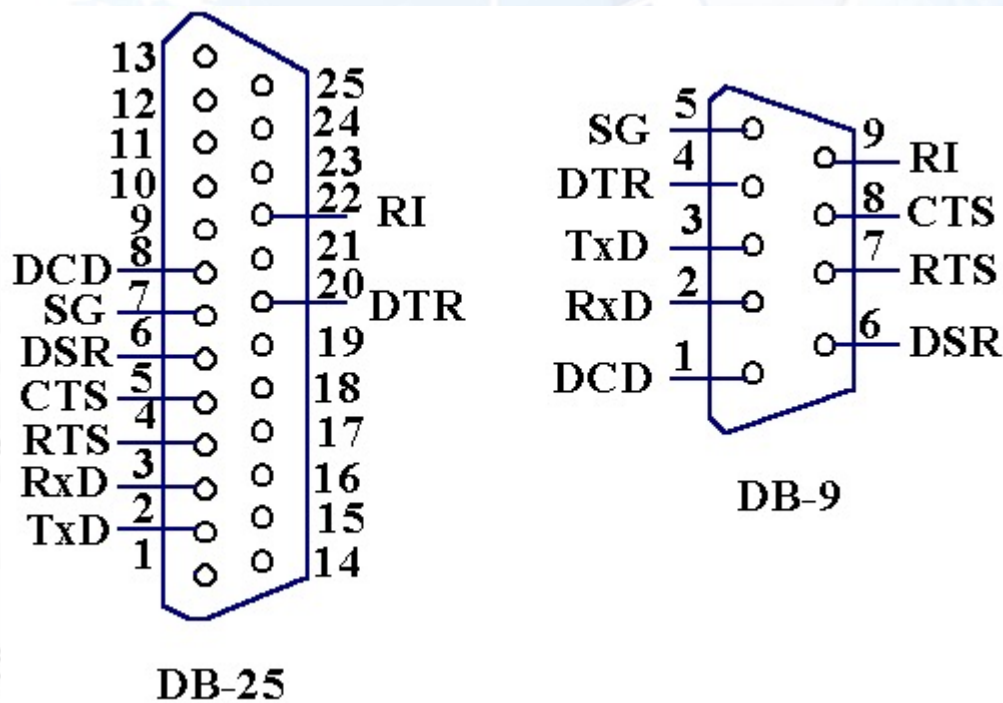 13
12
11
10
9
DCD 8
SG 7
DSR 6
CTS 5
RTS 4
RxD 3
TxD 2
1
25
24
23
22 RI
21
20 DTR
19
18
17
16
15
14
DB-25
SG 5
DTR 4
TxD 3
RxD 2
DCD 1
9 RI
8 CTS
7 RTS
6 DSR
DB-9